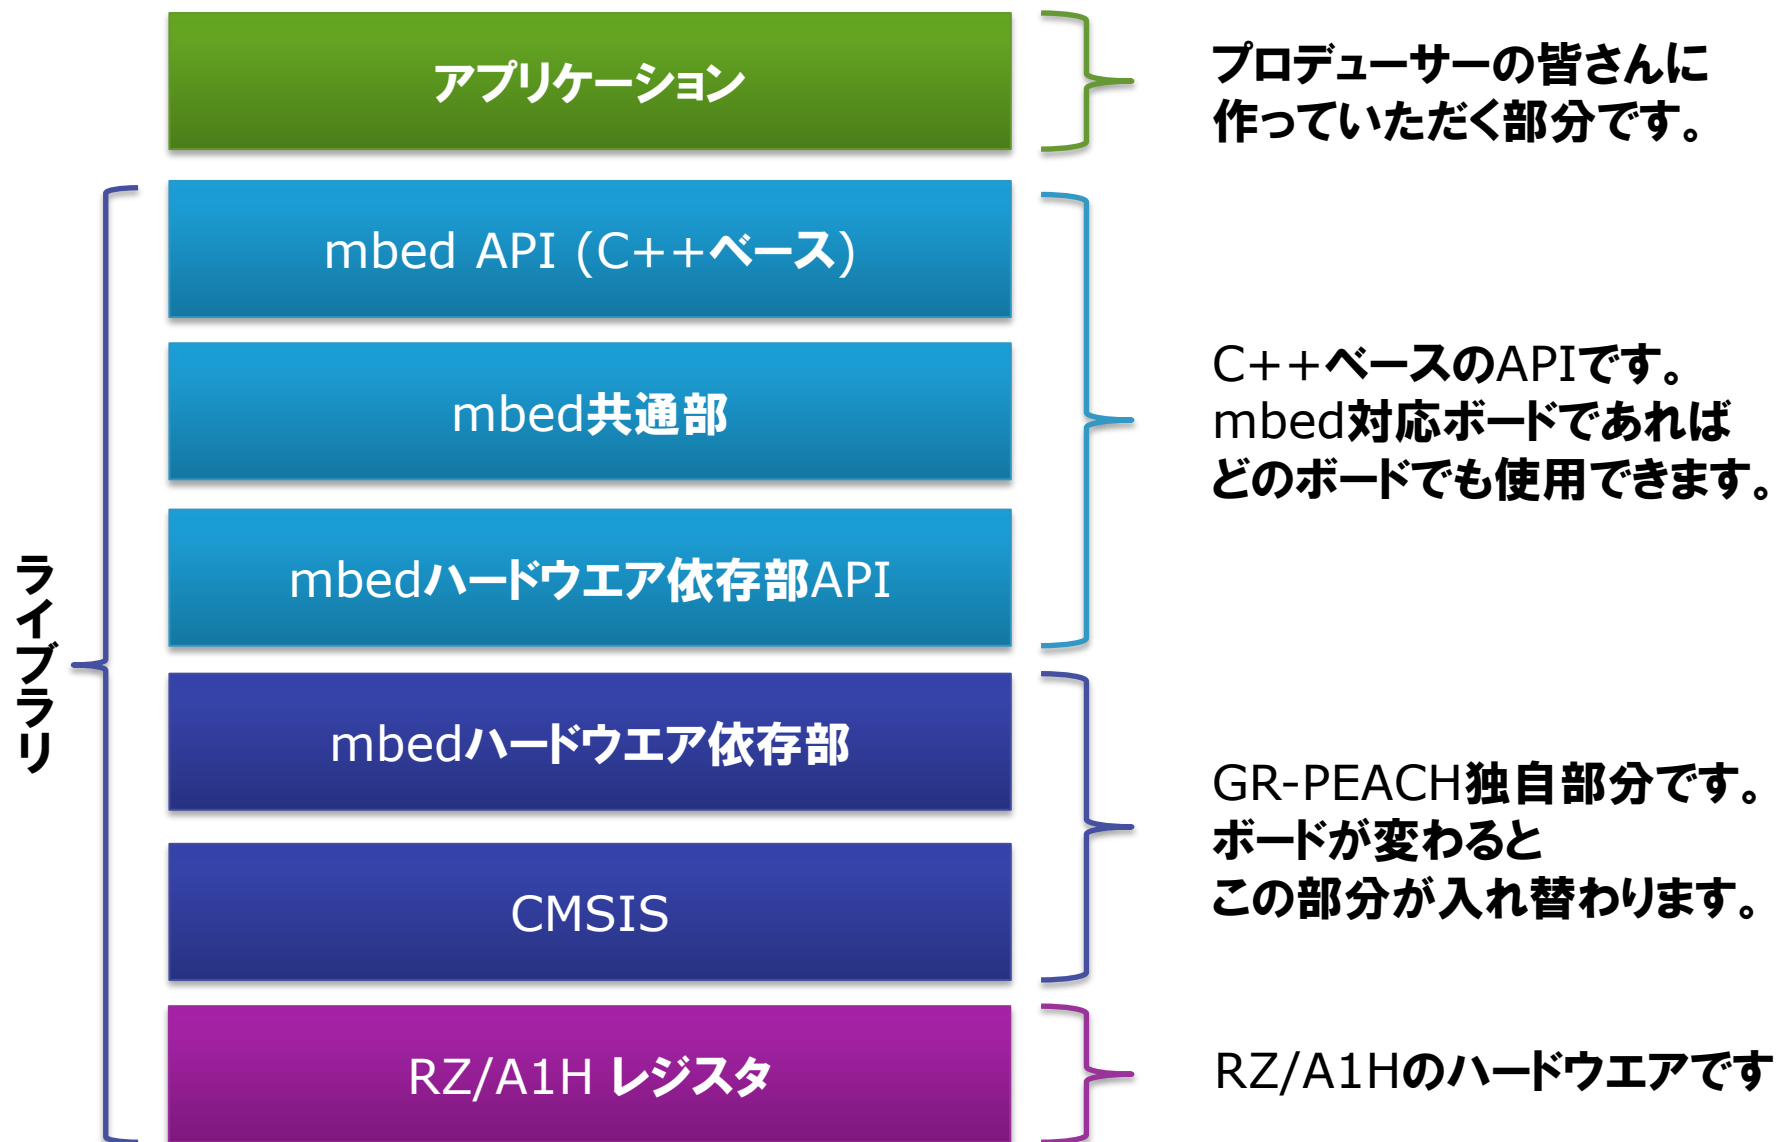 アプリケーション
プロデューサーの皆さんに
作っていただく部分です。
ライブラリ
mbed API (C++ベース)
mbed共通部
mbedハードウエア依存部API
C++ベースのAPIです。
mbed対応ボードであれば
どのボードでも使用できます。
mbedハードウエア依存部
CMSIS
GR-PEACH独自部分です。
ボードが変わると
この部分が入れ替わります。
RZ/A1H レジスタ
RZ/A1Hのハードウエアです